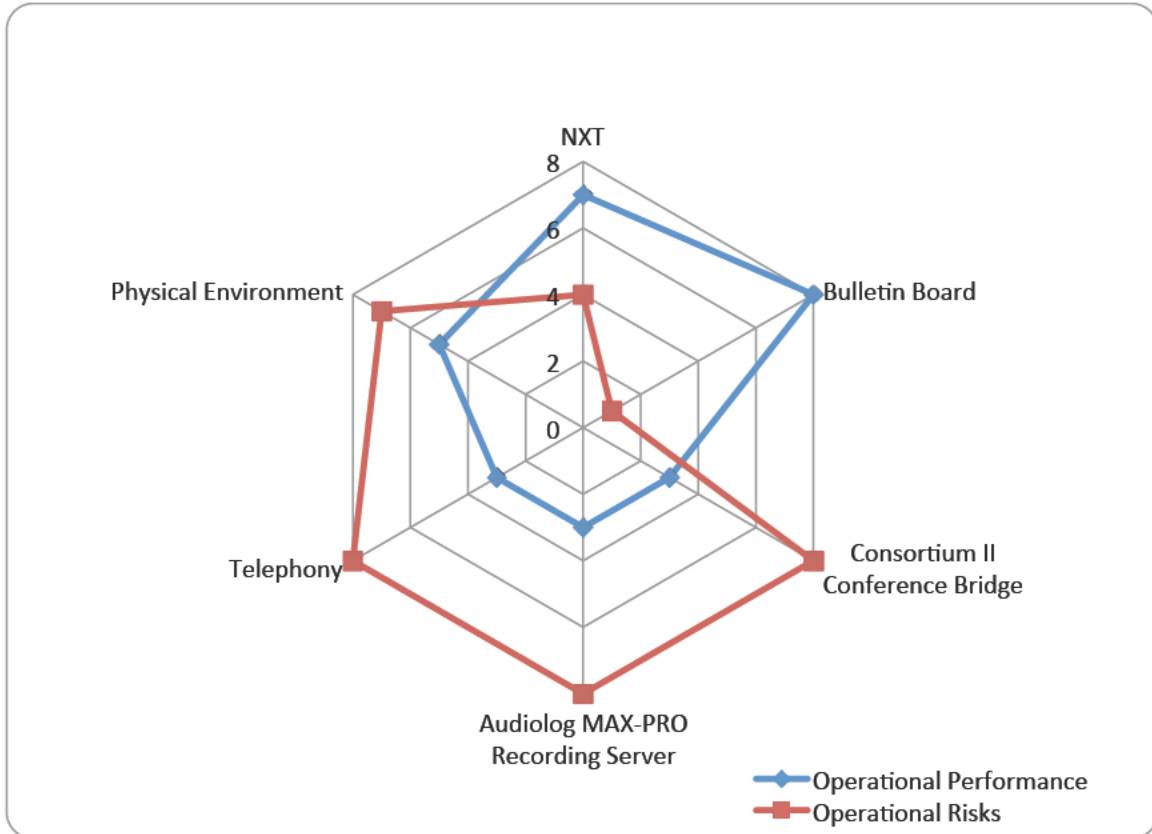 NXT
8
6
4
2
0
Physical Environment
Bulletin Board
Telephony
Consortium II
Conference Bridge
Audiolog MAX-PRO
Recording Server
Operational Performance
Operational Risks